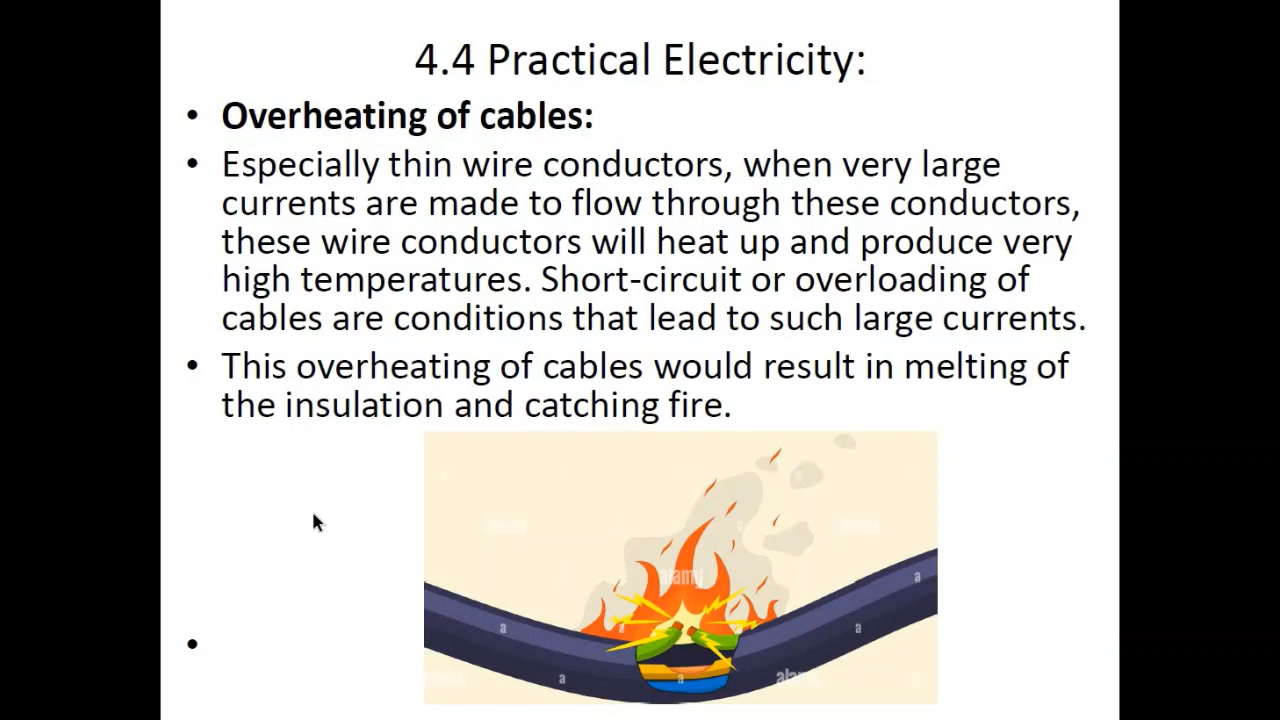 4.4 Practical Electricity:
• Overheating of cables:
• Especially thin wire conductors, when very large
currents are made to flow through these conductors,
these wire conductors will heat up and produce very
high temperatures. Short-circuit or overloading of
cables are conditions that lead to such large currents.
• This overheating of cables would result in melting of
the insulation and catching fire.
alamy
a
a
a
a
a
a
alamy
•